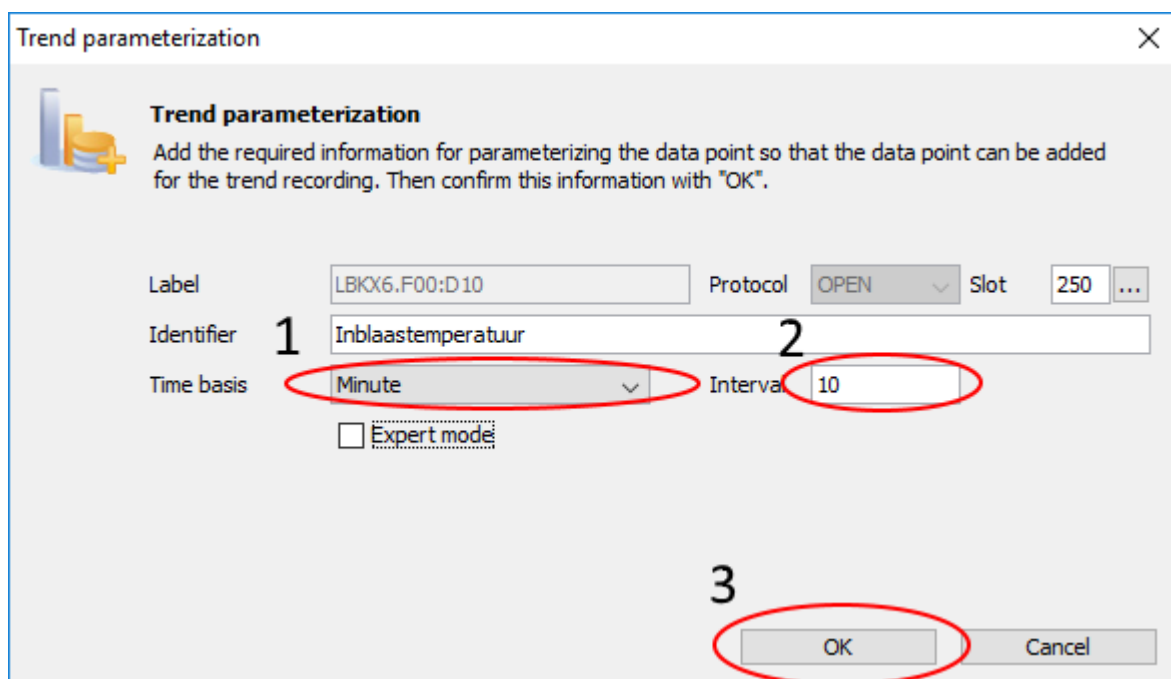 Trend parameterization
Trend parameterization
Add the required information for parameterizing the data point so that the data point can be added
for the trend recording. Then confirm this information with "OK".
Label LBKX6.F00:D10 Protocol OPEN Slot 250 ...
Identifier 1 Inblaastemperatuur 2
Time basis Minute Interval 10
Expert mode
3
OK Cancel